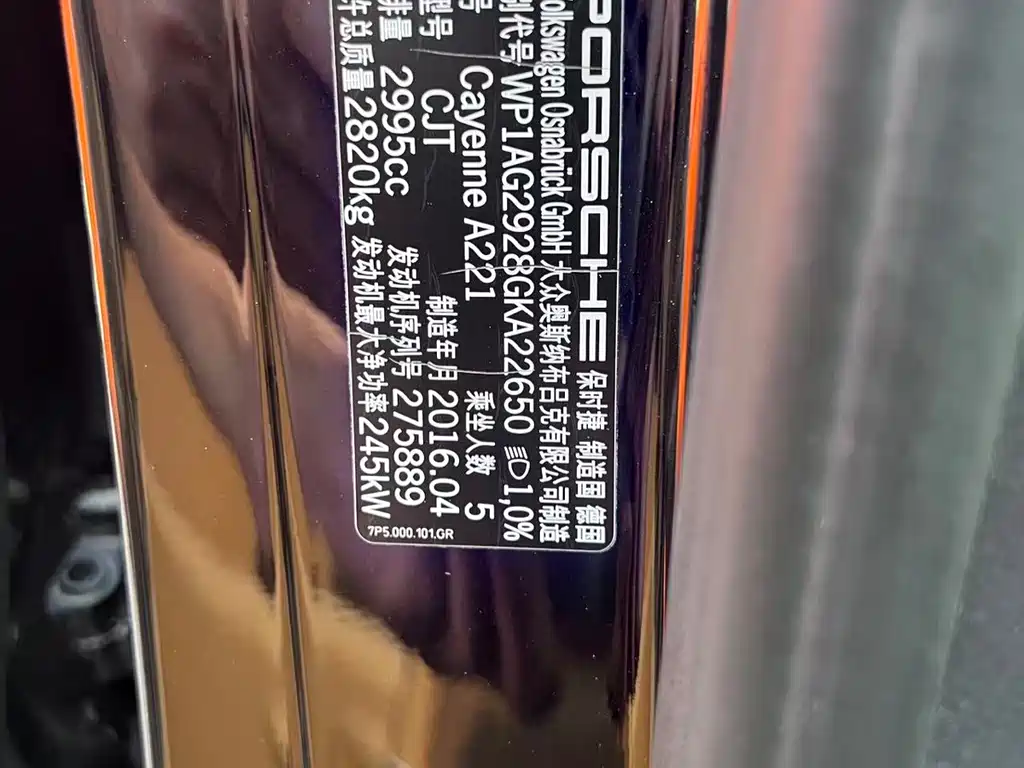 PORSCHE 保时捷 制造国 德国
Volkswagen Osnabrück GmbH 大众奥斯纳布吕克有限公司制造
别代号 WP1AG2928GKA22650 1,0%
号 Cayenne A221 乘坐人数 5
型号 CJT 制造年月 2016.04
排量 2995cc 发动机序列号 275889
许总质量 2820kg 发动机最大净功率 245kW
7P5.000.101.GR